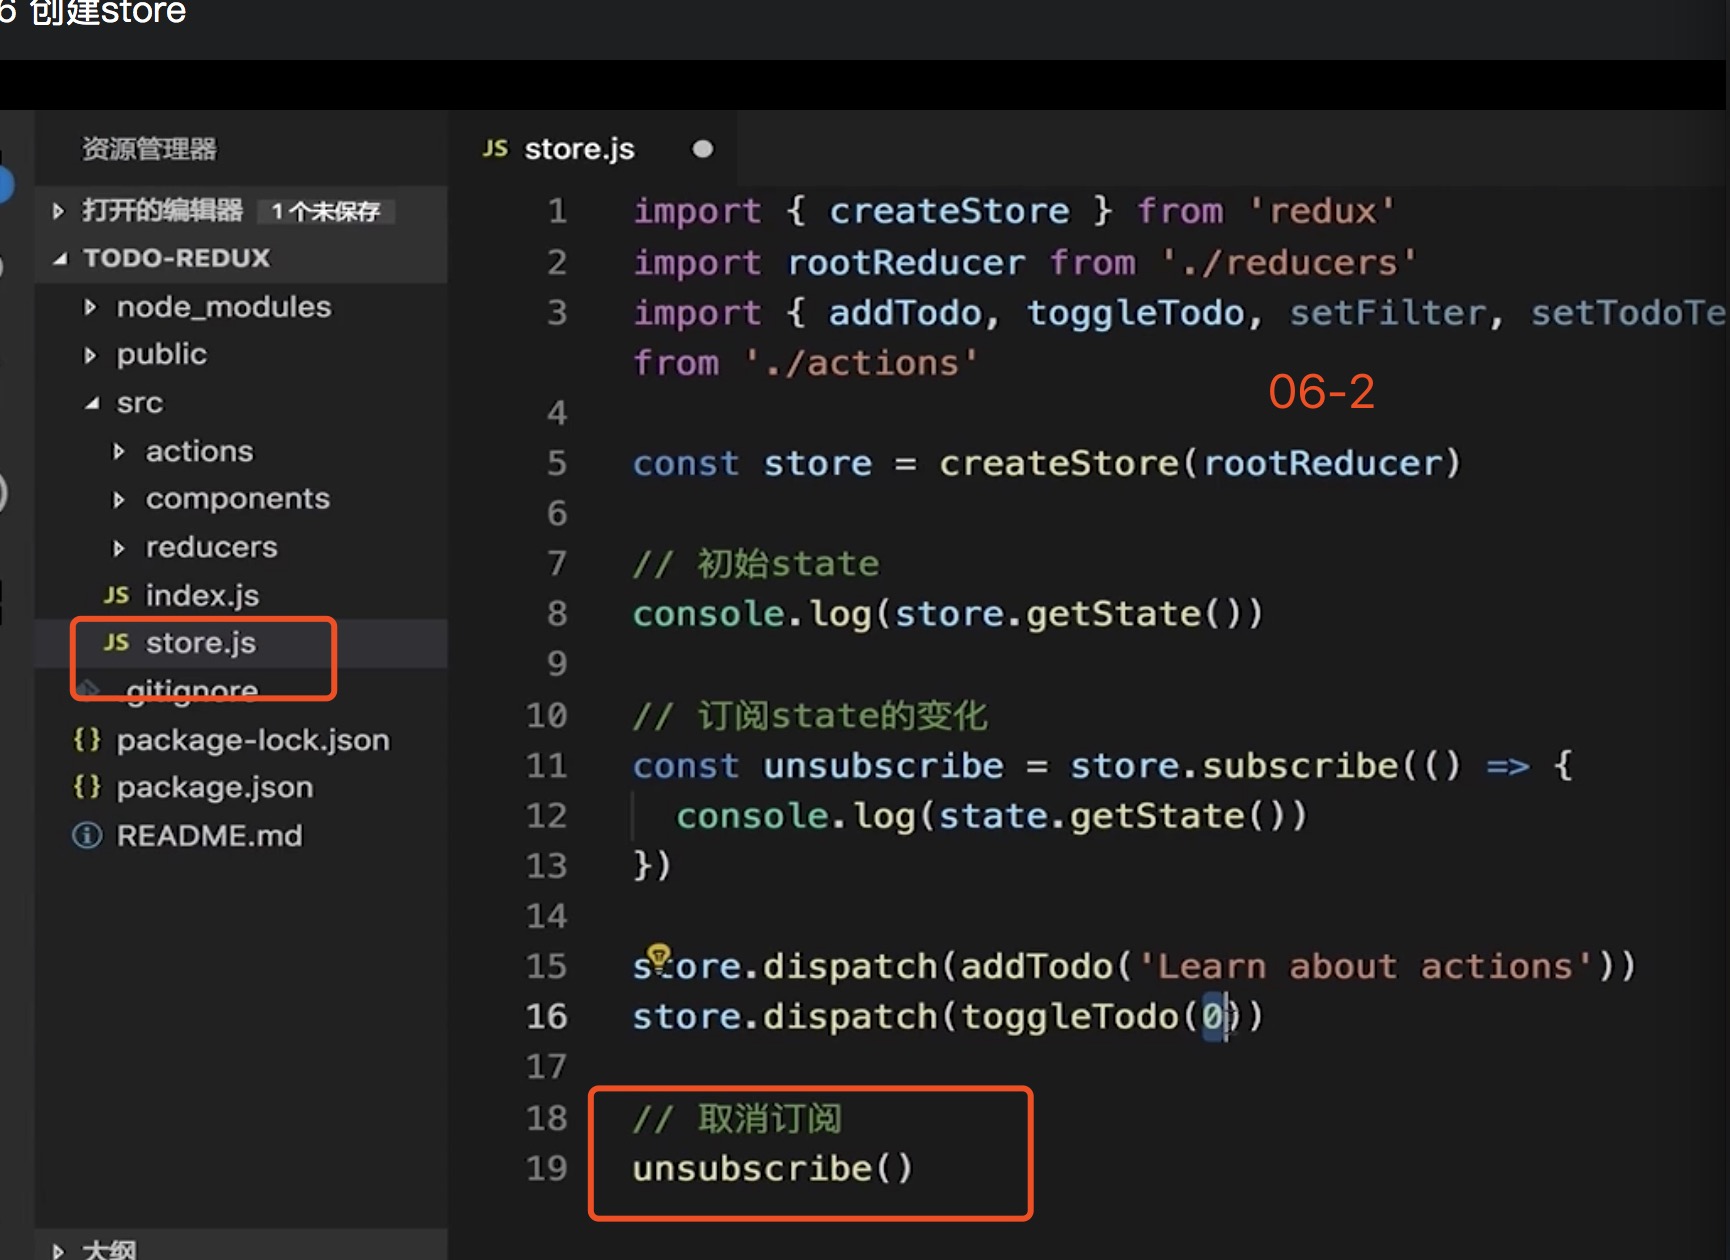 6 创建store
资源管理器
打开的编辑器 1 个未保存
TODO-REDUX
node_modules
public
src
actions
components
reducers
JS index.js
JS store.js
.gitignore
{} package-lock.json
{} package.json
README.md
大纲
JS store.js
1 import { createStore } from 'redux'
2 import rootReducer from './reducers'
3 import { addTodo, toggleTodo, setFilter, setTodoTe
from './actions'
06-2
4
5 const store = createStore(rootReducer)
6
7 // 初始state
8 console.log(store.getState())
9
10 // 订阅state的变化
11 const unsubscribe = store.subscribe(() => {
12 console.log(state.getState())
13 })
14
15 store.dispatch(addTodo('Learn about actions'))
16 store.dispatch(toggleTodo(0))
17
18 // 取消订阅
19 unsubscribe()